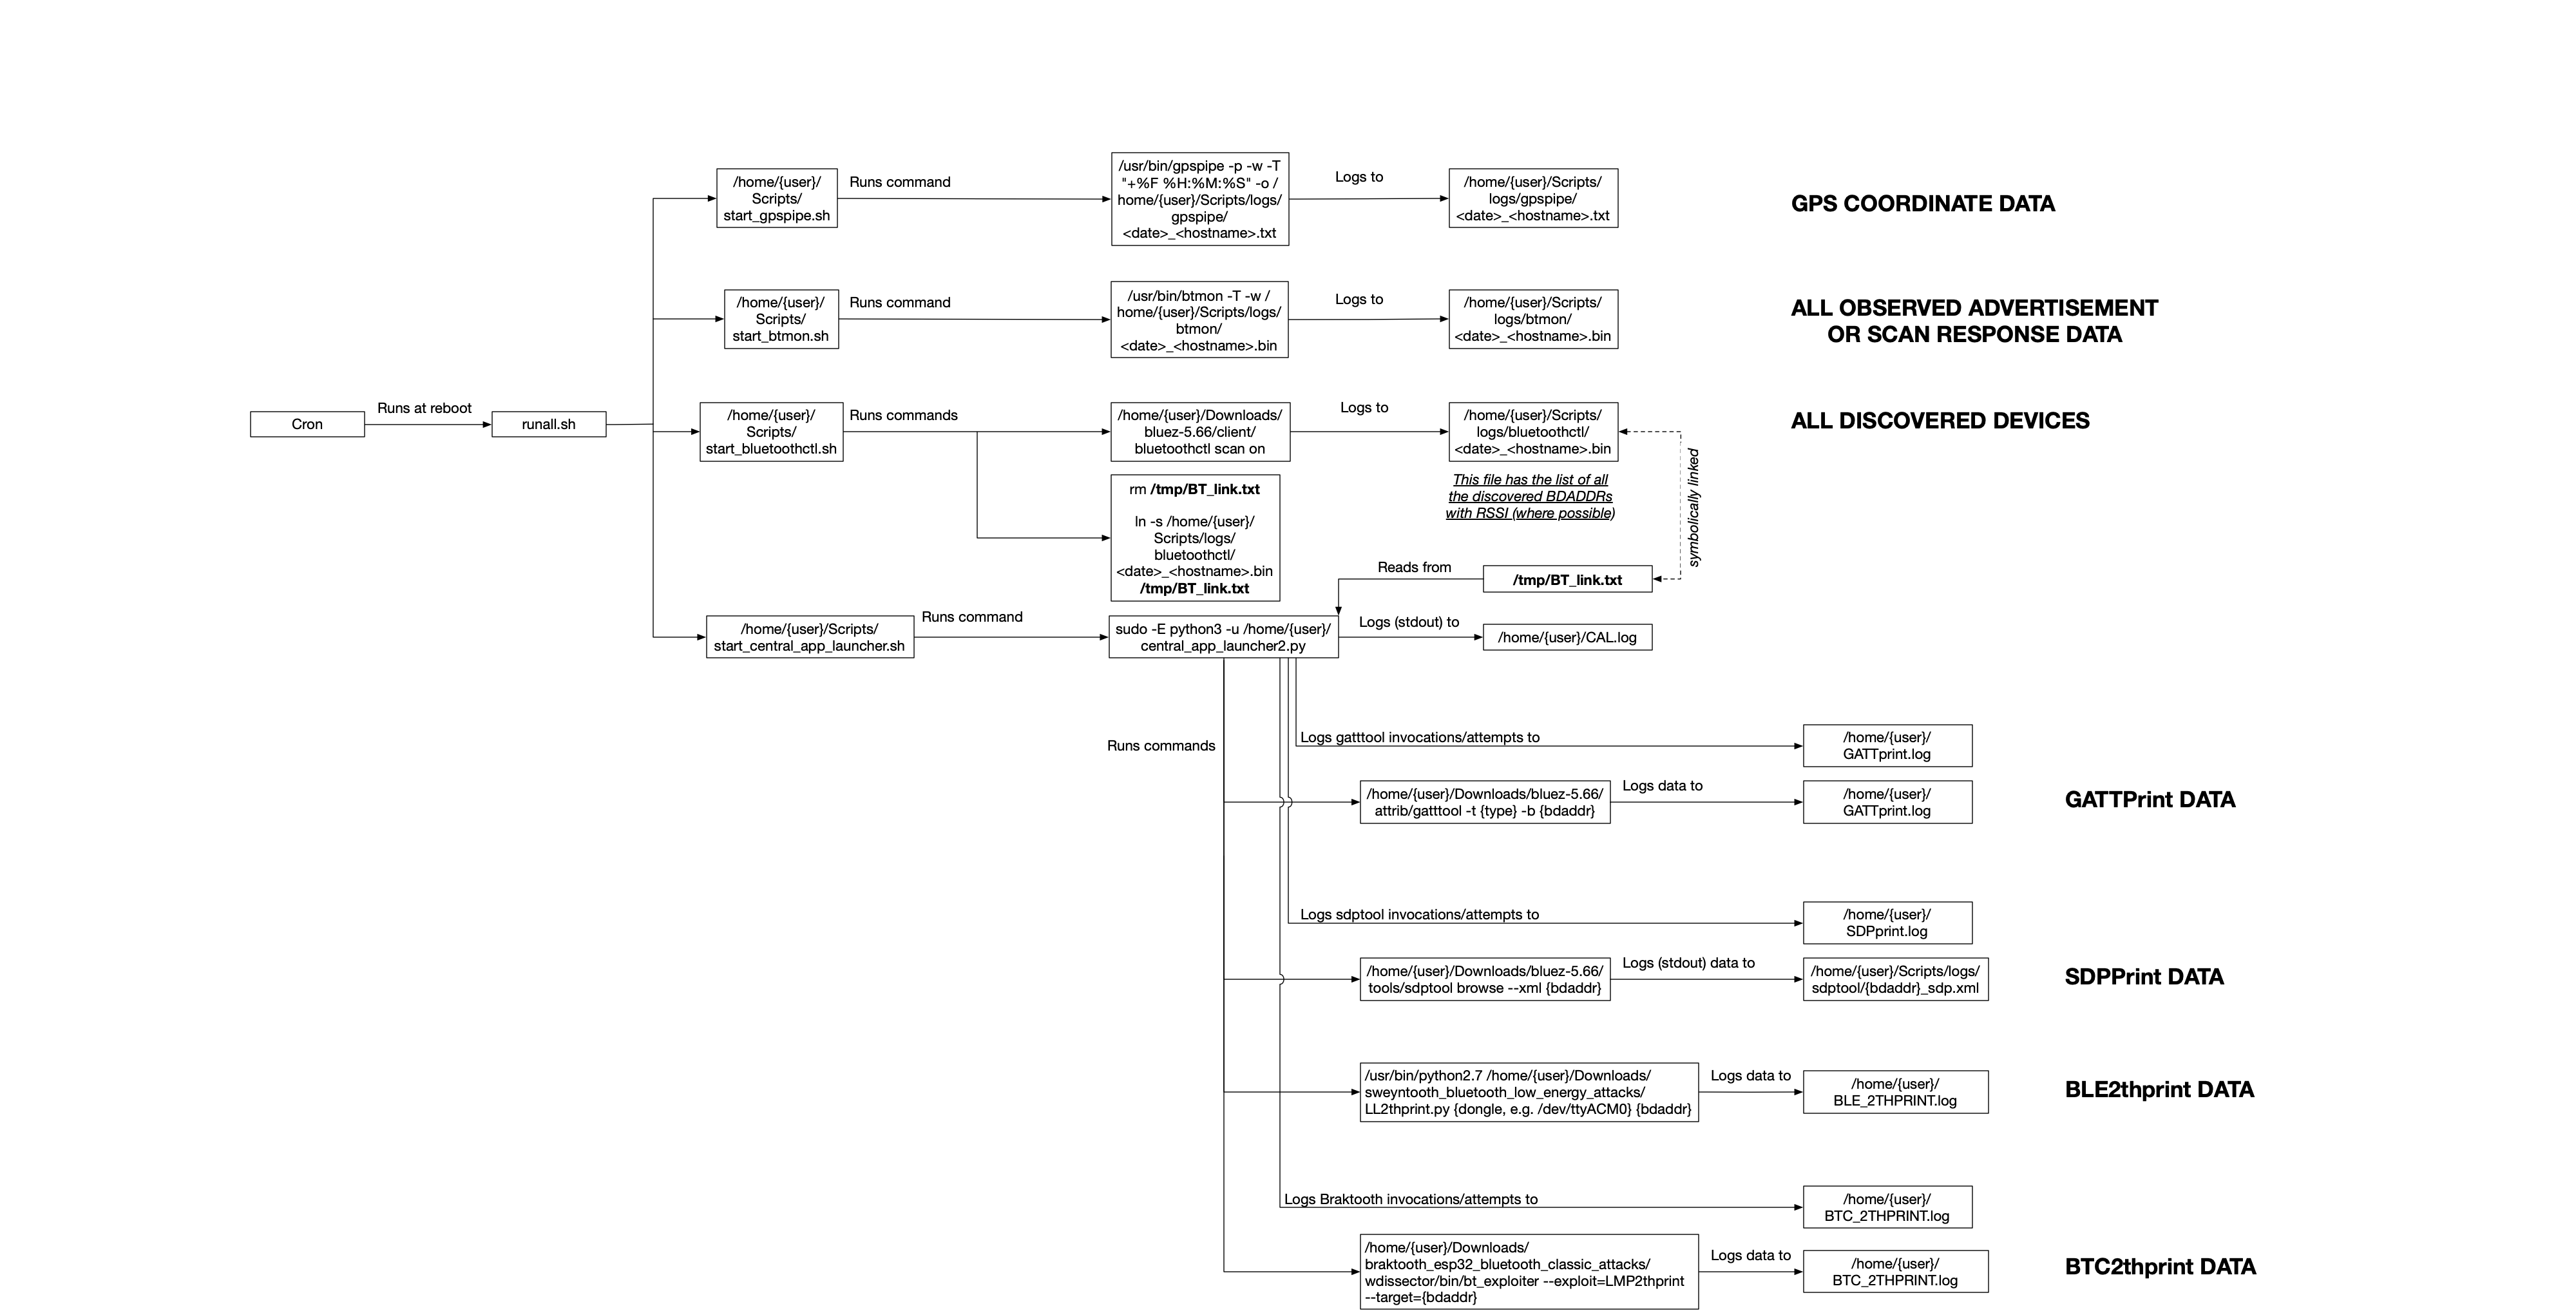 /home/{user}/
Scripts/
start_gpspipe.sh
Runs command
/usr/bin/gpspipe -p -w -T
"+%F %H:%M:%S" -o /
home/{user}/Scripts/logs/
gpspipe/
<date>_<hostname>.txt
Logs to
/home/{user}/Scripts/
logs/gpspipe/
<date>_<hostname>.txt
GPS COORDINATE DATA
/home/{user}/
Scripts/
start_btmon.sh
Runs command
/usr/bin/btmon -T -w /
home/{user}/Scripts/logs/
btmon/
<date>_<hostname>.bin
Logs to
/home/{user}/Scripts/
logs/btmon/
<date>_<hostname>.bin
ALL OBSERVED ADVERTISEMENT
OR SCAN RESPONSE DATA
Cron
Runs at reboot
runall.sh
/home/{user}/
Scripts/
start_bluetoothctl.sh
Runs commands
/home/{user}/Downloads/
bluez-5.66/client/
bluetoothctl scan on
Logs to
/home/{user}/Scripts/
logs/bluetoothctl/
<date>_<hostname>.bin
ALL DISCOVERED DEVICES
This file has the list of all
the discovered BDADDRs
with RSSI (where possible)
symbolically linked
rm /tmp/BT_link.txt
ln -s /home/{user}/
Scripts/logs/
bluetoothctl/
<date>_<hostname>.bin
/tmp/BT_link.txt
Reads from
/tmp/BT_link.txt
/home/{user}/Scripts/
start_central_app_launcher.sh
Runs command
sudo -E python3 -u /home/{user}/
central_app_launcher2.py
Logs (stdout) to
/home/{user}/CAL.log
Runs commands
Logs gatttool invocations/attempts to
/home/{user}/
GATTprint.log
/home/{user}/Downloads/bluez-5.66/
attrib/gatttool -t {type} -b {bdaddr}
Logs data to
/home/{user}/
GATTprint.log
GATTPrint DATA
Logs sdptool invocations/attempts to
/home/{user}/
SDPprint.log
/home/{user}/Downloads/bluez-5.66/
tools/sdptool browse --xml {bdaddr}
Logs (stdout) data to
/home/{user}/Scripts/logs/
sdptool/{bdaddr}_sdp.xml
SDPPrint DATA
/usr/bin/python2.7 /home/{user}/Downloads/
sweyntooth_bluetooth_low_energy_attacks/
LL2thprint.py {dongle, e.g. /dev/ttyACM0} {bdaddr}
Logs data to
/home/{user}/
BLE_2THPRINT.log
BLE2thprint DATA
Logs Braktooth invocations/attempts to
/home/{user}/
BTC_2THPRINT.log
/home/{user}/Downloads/
braktooth_esp32_bluetooth_classic_attacks/
wdissector/bin/bt_exploiter --exploit=LMP2thprint
--target={bdaddr}
Logs data to
/home/{user}/
BTC_2THPRINT.log
BTC2thprint DATA